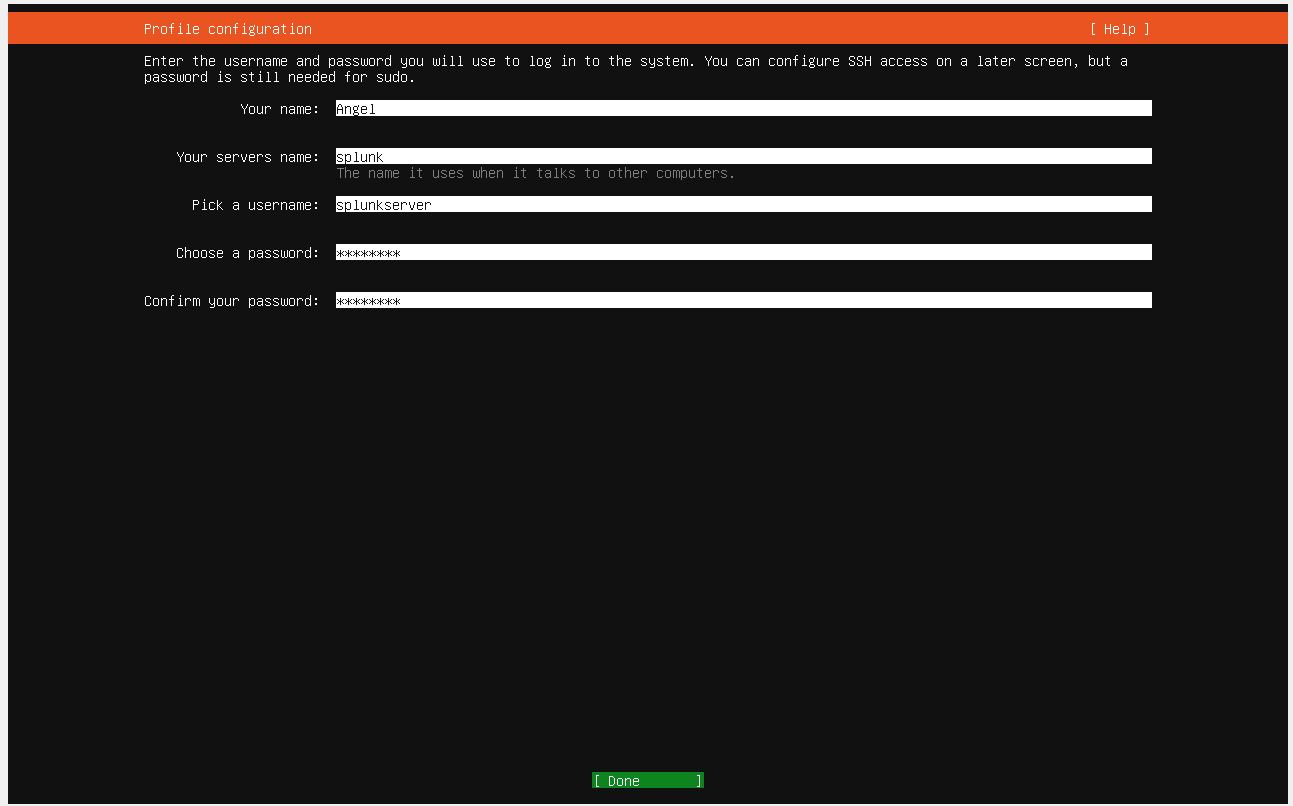 Profile configuration [ Help ]
Enter the username and password you will use to log in to the system. You can configure SSH access on a later screen, but a
password is still needed for sudo.
Your name: Angel
Your servers name: splunk
The name it uses when it talks to other computers.
Pick a username: splunkserver
Choose a password: ********
Confirm your password: ********
[ Done ]